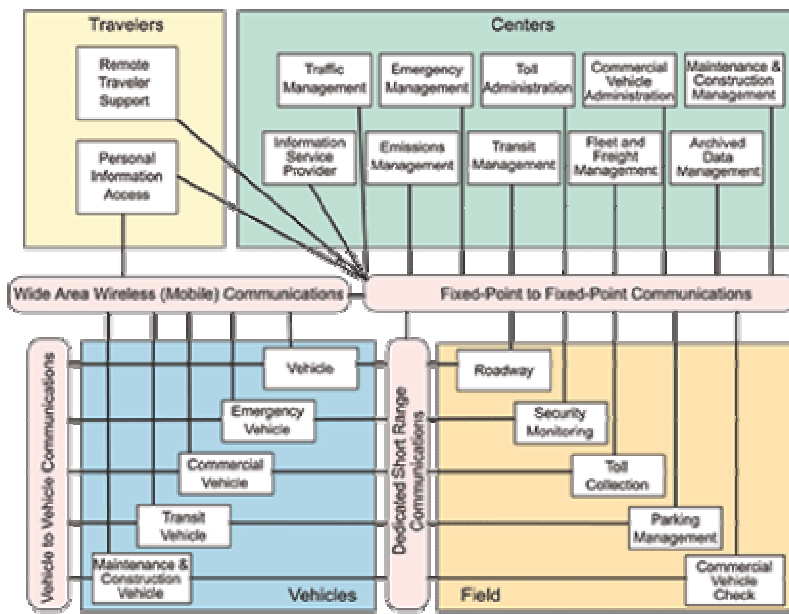 Travelers
Remote
Traveler
Support
Personal
Information
Access
Centers
Traffic
Management
Emergency
Management
Toll
Administration
Commercial
Vehicle
Administration
Maintenance &
Construction
Management
Information
Service
Provider
Emissions
Management
Transit
Management
Fleet and
Freight
Management
Archived
Data
Management
Wide Area Wireless (Mobile) Communications
Fixed-Point to Fixed-Point Communications
Vehicle to Vehicle Communications
Vehicle
Emergency
Vehicle
Commercial
Vehicle
Transit
Vehicle
Maintenance &
Construction
Vehicle
Vehicles
Dedicated Short Range
Communications
Roadway
Security
Monitoring
Toll
Collection
Parking
Management
Commercial
Vehicle
Check
Field